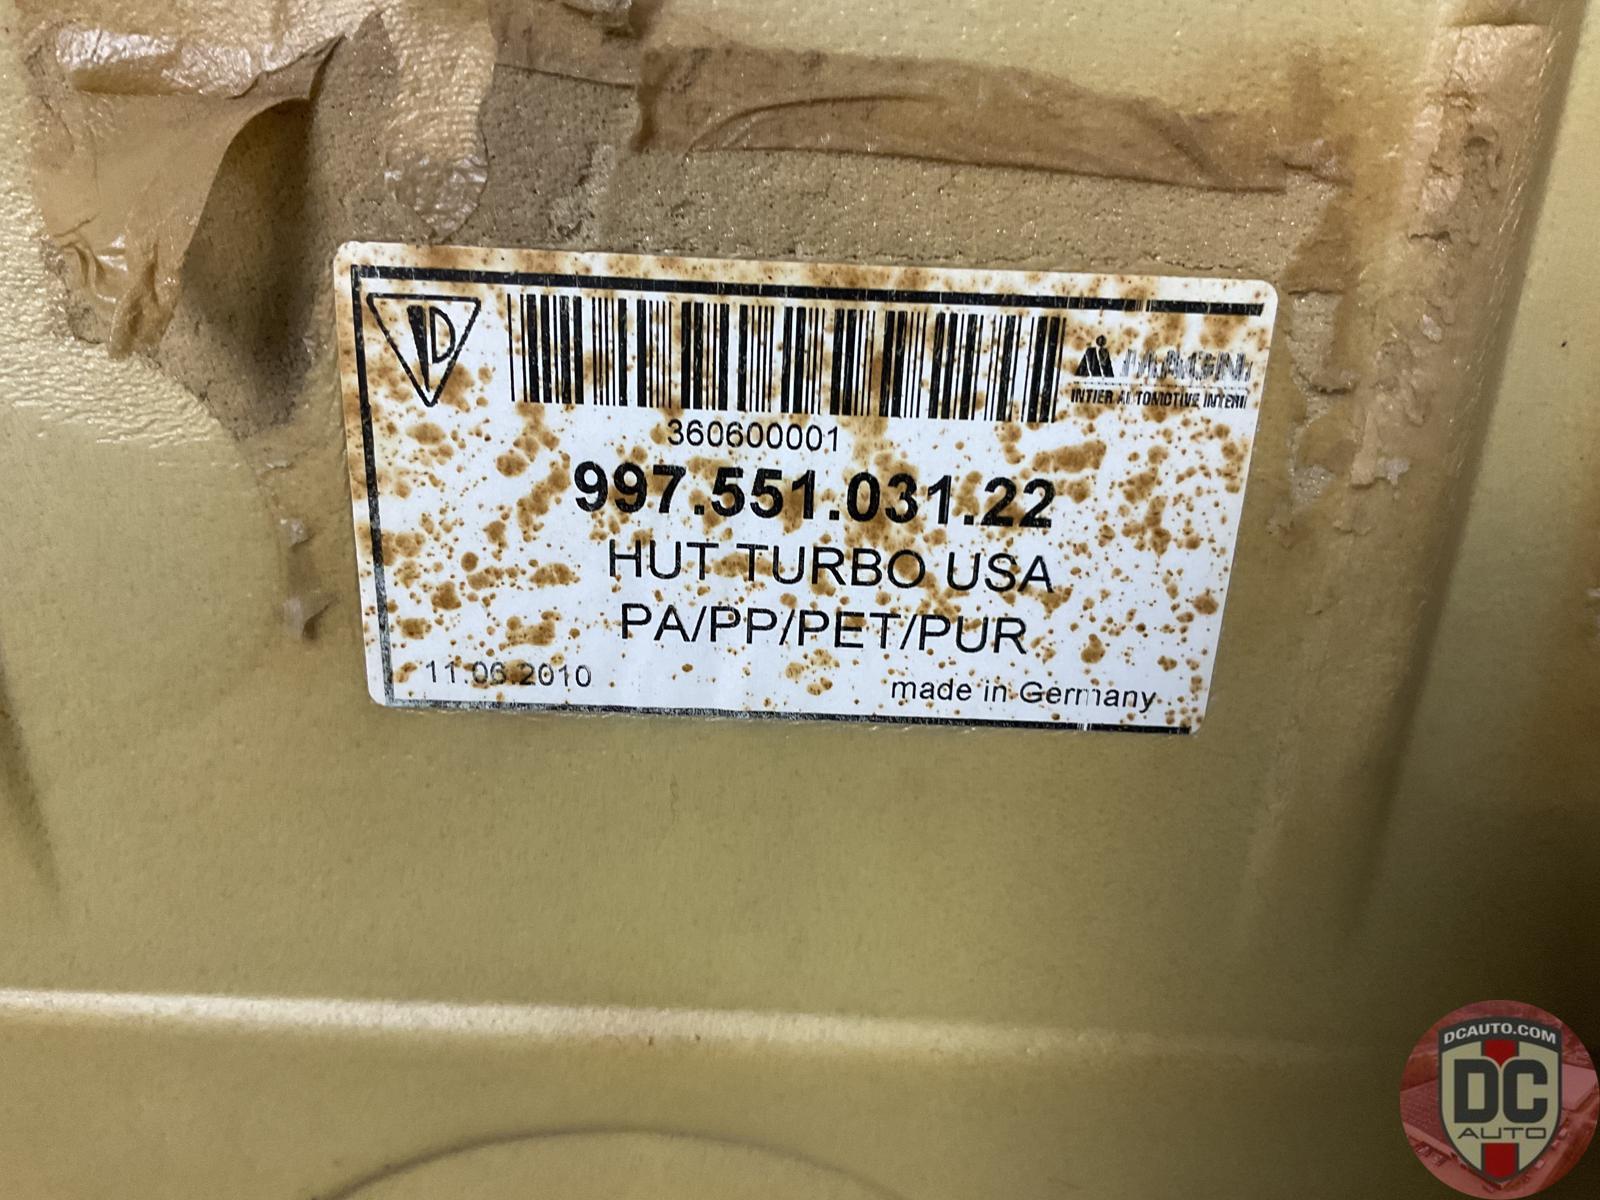 MAGNA
INTIER AUTOMOTIVE INTERI
360600001
997.551.031.22
HUT TURBO USA
PA/PP/PET/PUR
11.06.2010
made in Germany
DCAUTO.COM
DC
AUTO